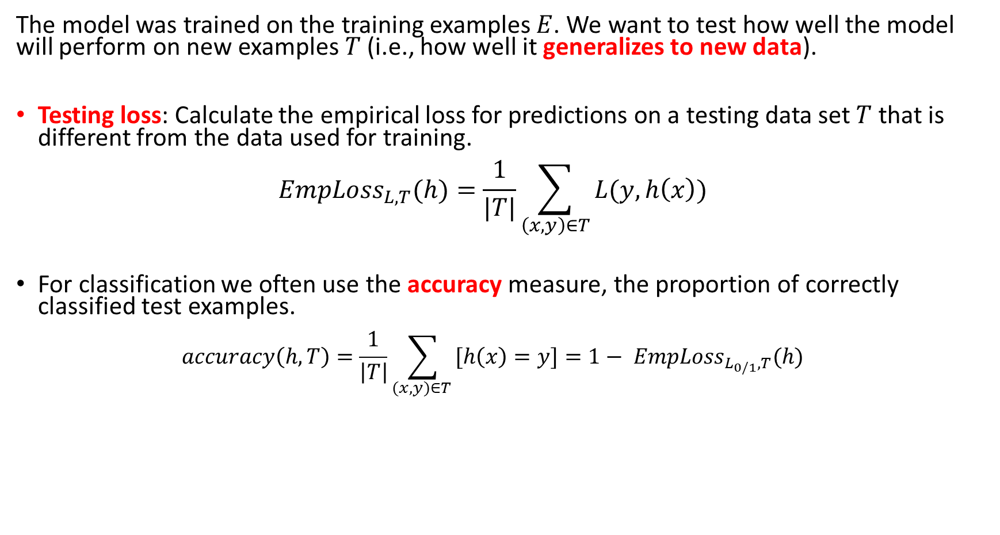 The model was trained on the training examples E. We want to test how well the model
will perform on new examples T (i.e., how well it generalizes to new data).
• Testing loss: Calculate the empirical loss for predictions on a testing data set T that is
different from the data used for training.
EmpLoss_{L,T}(h) = \frac{1}{|T|} \sum_{(x,y)∈T} L(y, h(x))
• For classification we often use the accuracy measure, the proportion of correctly
classified test examples.
accuracy(h, T) = \frac{1}{|T|} \sum_{(x,y)∈T} [h(x) = y] = 1 − EmpLoss_{L_{0/1},T}(h)